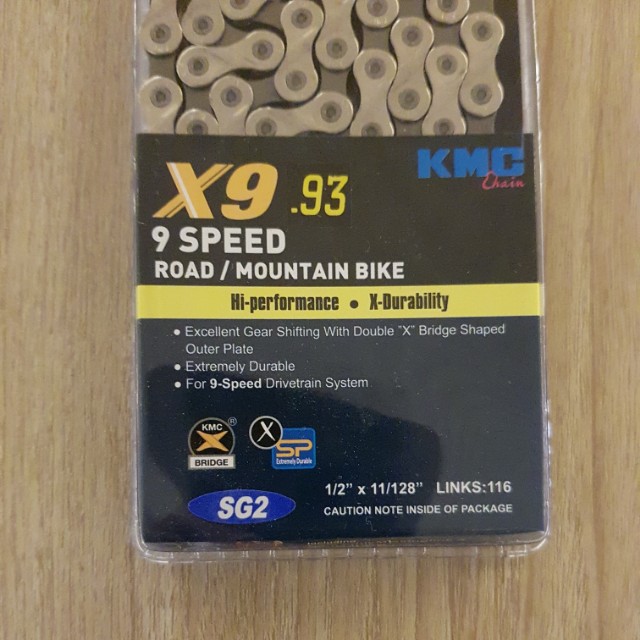 KMC
Chain
X9 .93
9 SPEED
ROAD / MOUNTAIN BIKE
Hi-performance • X-Durability
• Excellent Gear Shifting With Double "X" Bridge Shaped
Outer Plate
• Extremely Durable
• For 9-Speed Drivetrain System
KMC ®
X
BRIDGE
X
SP
Extremely Durable
SG2
1/2" x 11/128" LINKS:116
CAUTION NOTE INSIDE OF PACKAGE